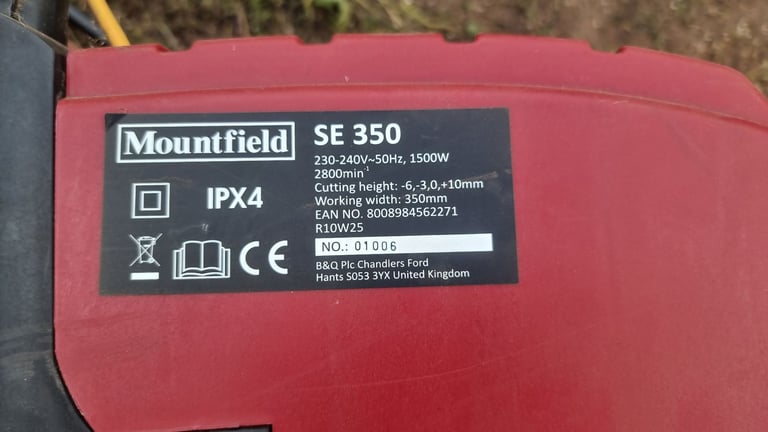 Mountfield
SE 350
230-240V~50Hz, 1500W
2800min-1
Cutting height: -6,-3,0,+10mm
Working width: 350mm
EAN NO. 8008984562271
R10W25
NO.: 01006
B&Q Plc Chandlers Ford
Hants S053 3YX United Kingdom
IPX4
CE